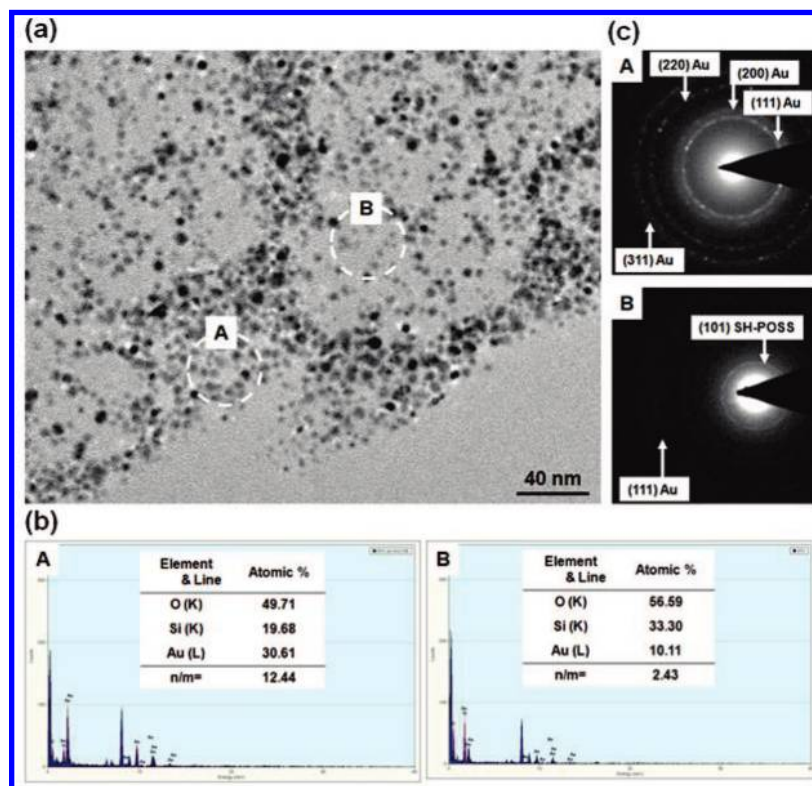 (a)
B
A
40 nm
(c)
A
(220) Au
(200) Au
(111) Au
(311) Au
B
(101) SH-POSS
(111) Au
(b)
A
Element & Line Atomic %
O (K) 49.71
Si (K) 19.68
Au (L) 30.61
n/m= 12.44
B
Element & Line Atomic %
O (K) 56.59
Si (K) 33.30
Au (L) 10.11
n/m= 2.43